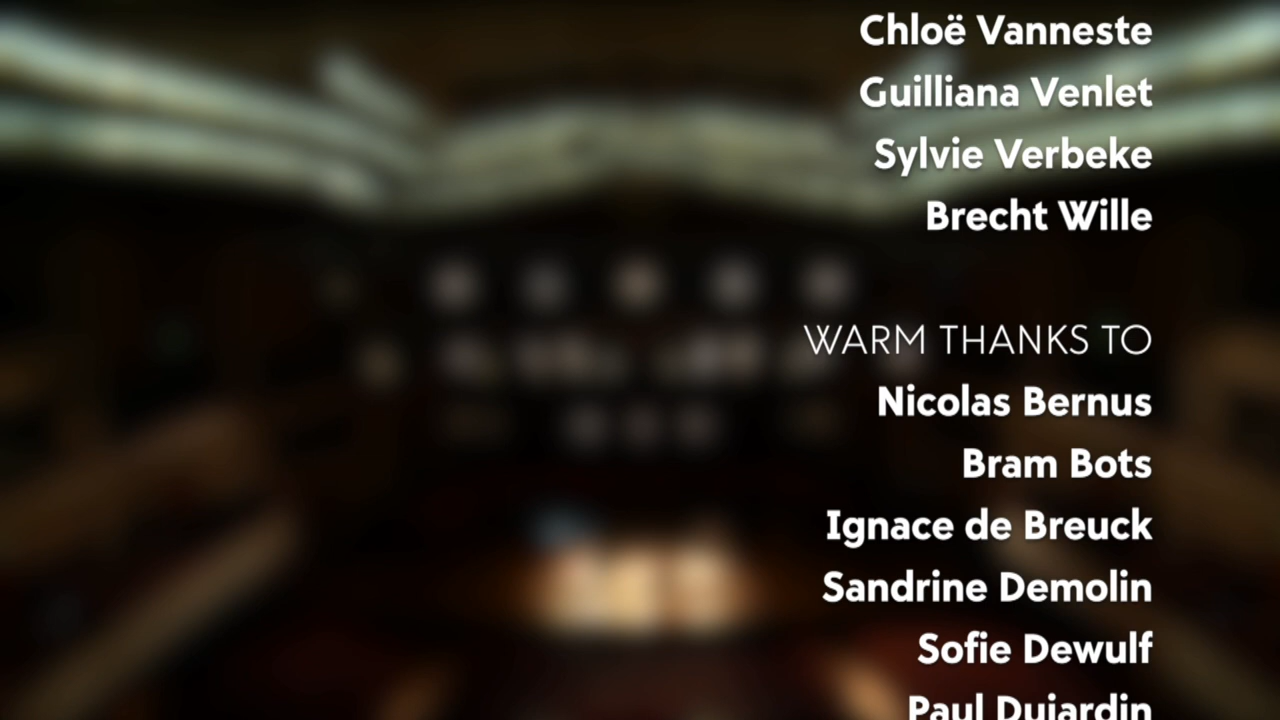 Chloë Vanneste
Guilliana Venlet
Sylvie Verbeke
Brecht Wille
WARM THANKS TO
Nicolas Bernus
Bram Bots
Ignace de Breuck
Sandrine Demolin
Sofie Dewulf
Paul Dujardin